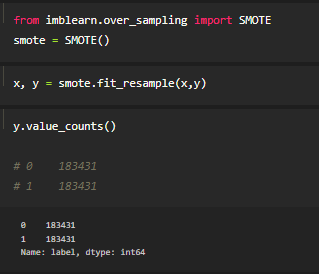 from imblearn.over_sampling import SMOTE
smote = SMOTE()
x, y = smote.fit_resample(x,y)
y.value_counts()
# 0    183431
# 1    183431
0    183431
1    183431
Name: label, dtype: int64